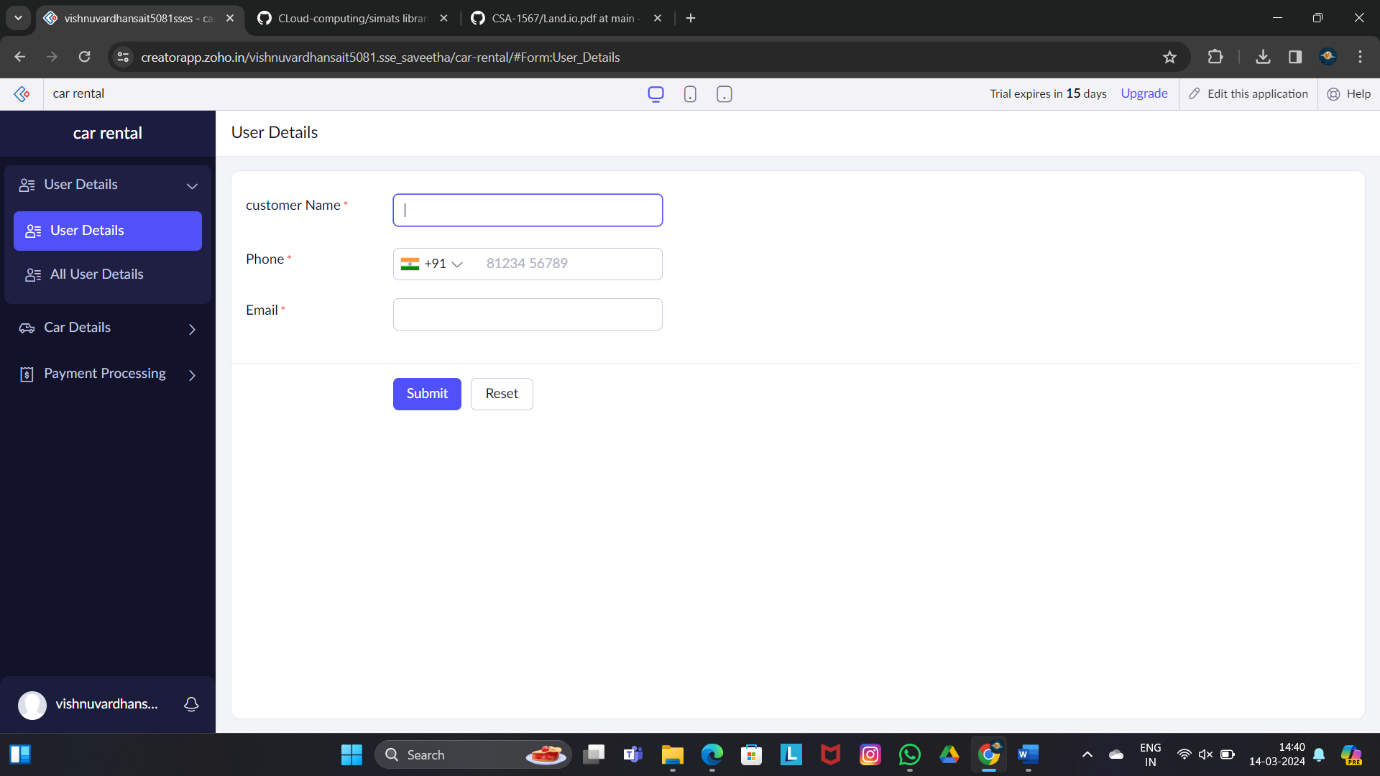 vishnuvardhansait5081sses - ca
CLoud-computing/simats librar
CSA-1567/Land.io.pdf at main ·
creatorapp.zoho.in/vishnuvardhansait5081.sse_saveetha/car-rental/#Form:User_Details
car rental
Trial expires in 15 days
Upgrade
Edit this application
Help
car rental
User Details
User Details
User Details
All User Details
Car Details
Payment Processing
customer Name *
Phone *
+91
81234 56789
Email *
Submit
Reset
vishnuvardhans...
Search
ENG
IN
14:40
14-03-2024